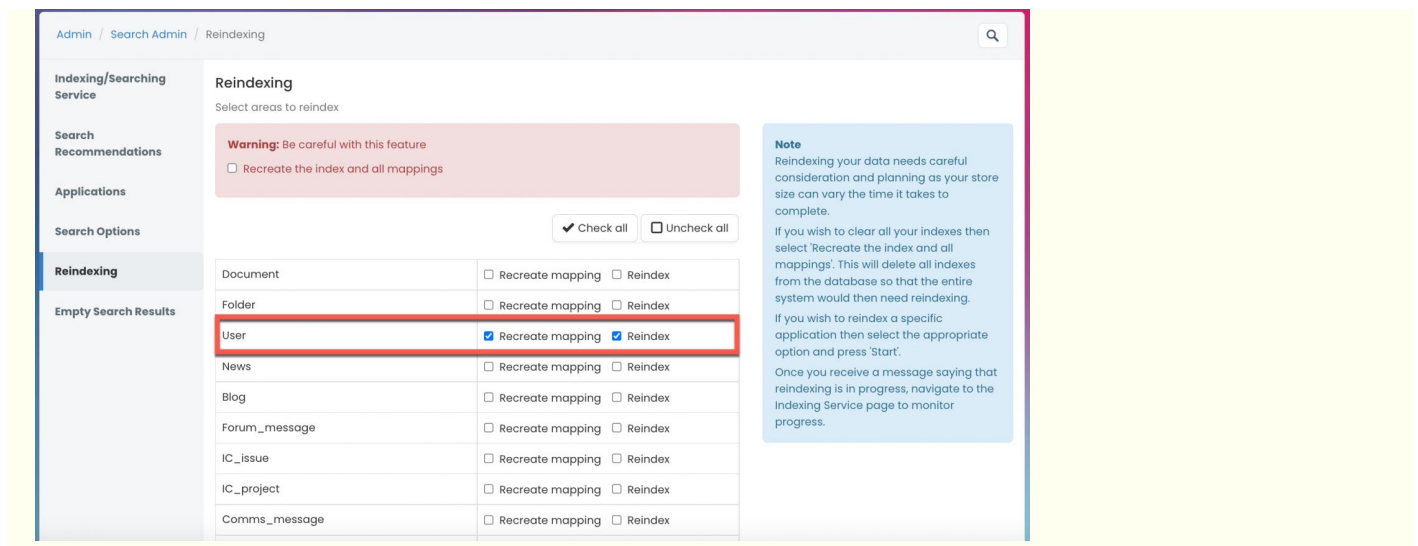 Admin / Search Admin / Reindexing
Indexing/Searching
Service
Search
Recommendations
Applications
Search Options
Reindexing
Empty Search Results
Reindexing
Select areas to reindex
Warning: Be careful with this feature
Recreate the index and all mappings
Check all Uncheck all
Document Recreate mapping Reindex
Folder Recreate mapping Reindex
User Recreate mapping Reindex
News Recreate mapping Reindex
Blog Recreate mapping Reindex
Forum_message Recreate mapping Reindex
IC_issue Recreate mapping Reindex
IC_project Recreate mapping Reindex
Comms_message Recreate mapping Reindex
Note
Reindexing your data needs careful
consideration and planning as your store
size can vary the time it takes to
complete.
If you wish to clear all your indexes then
select 'Recreate the index and all
mappings'. This will delete all indexes
from the database so that the entire
system would then need reindexing.
If you wish to reindex a specific
application then select the appropriate
option and press 'Start'.
Once you receive a message saying that
reindexing is in progress, navigate to the
Indexing Service page to monitor
progress.